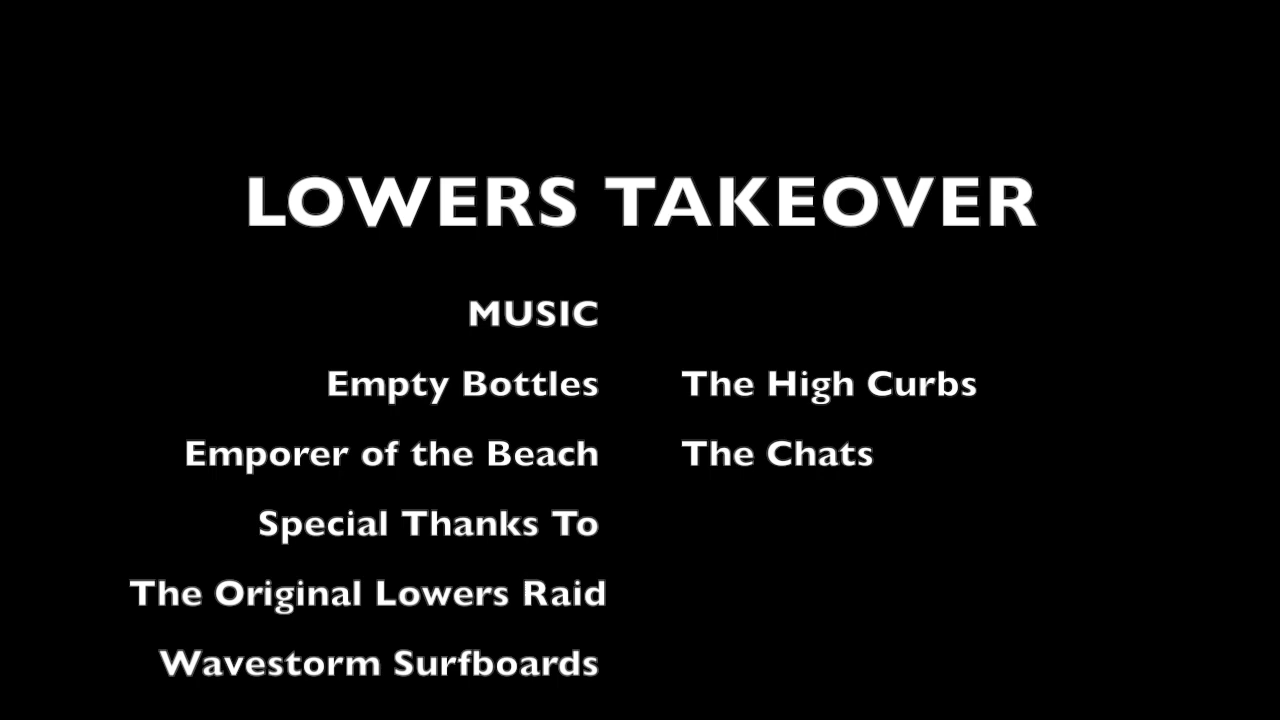 LOWERS TAKEOVER
MUSIC
Empty Bottles The High Curbs
Emporer of the Beach The Chats
Special Thanks To
The Original Lowers Raid
Wavestorm Surfboards